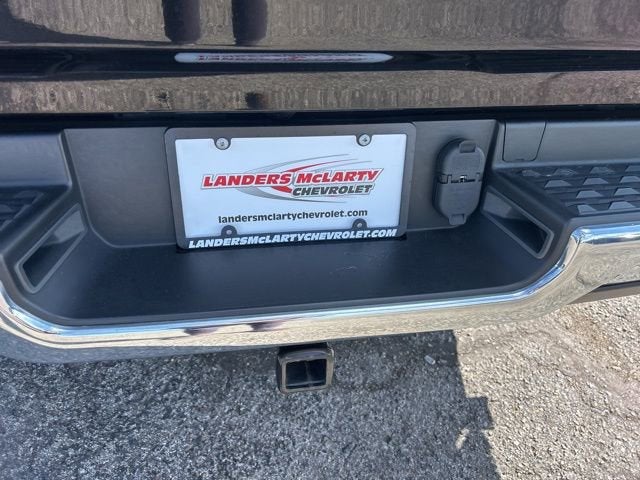 LANDERS McLARTY
CHEVROLET
landersmclartychevrolet.com
LANDERSMcLARTYCHEVROLET.COM